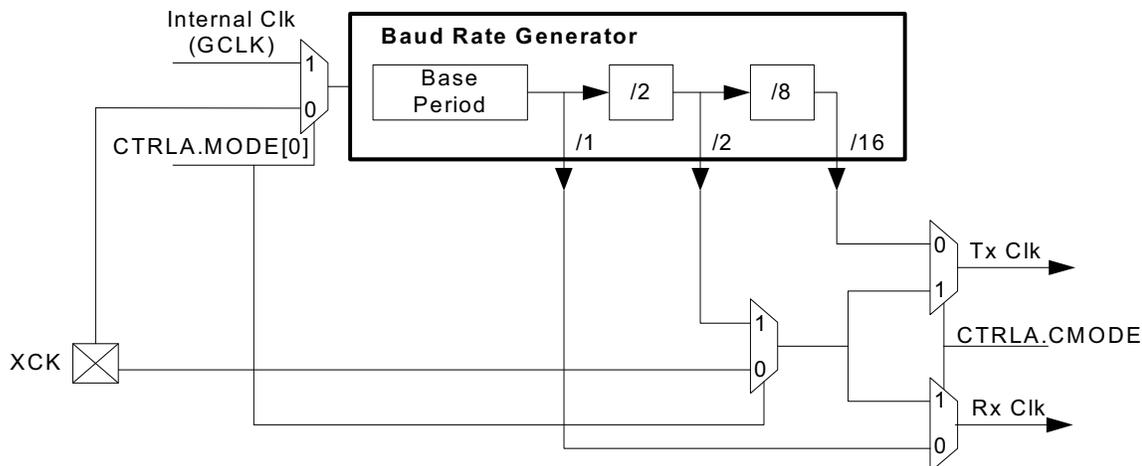 Internal Clk
(GCLK)
Baud Rate Generator
1
0
Base
Period
/2
/8
CTRLA.MODE[0]
/1
/2
/16
0
Tx Clk
1
1
CTRLA.CMODE
XCK
0
1
Rx Clk
0